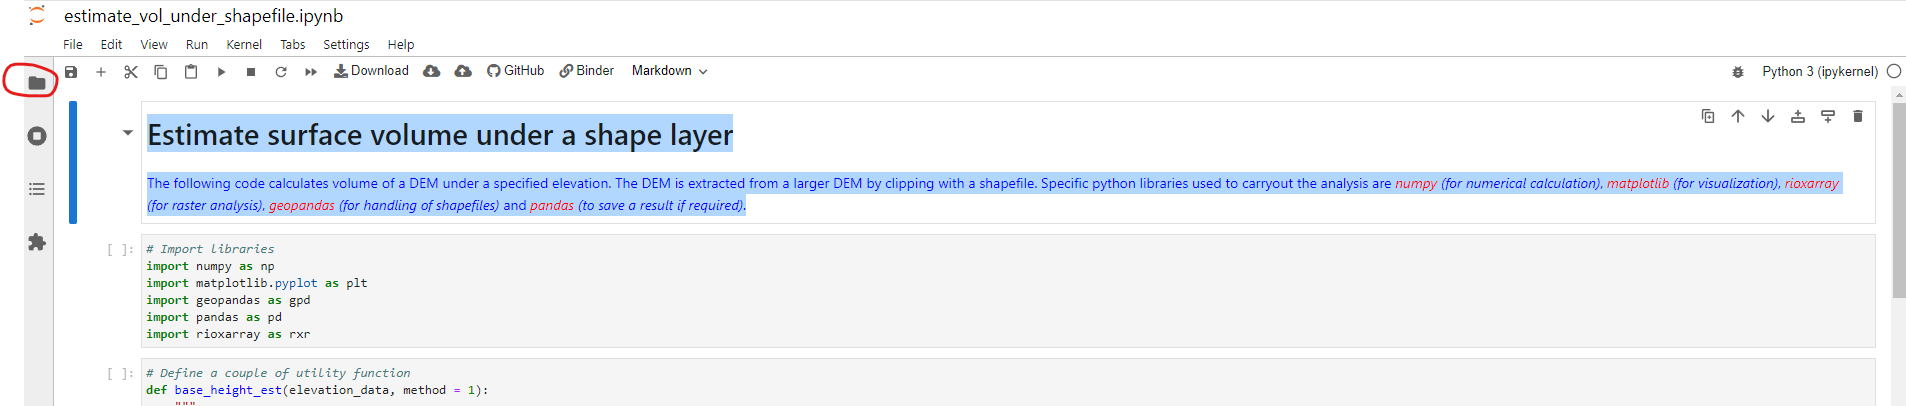 estimate_vol_under_shapefile.ipynb
File Edit View Run Kernel Tabs Settings Help
Download GitHub Binder Markdown Python 3 (ipykernel)
Estimate surface volume under a shape layer
The following code calculates volume of a DEM under a specified elevation. The DEM is extracted from a larger DEM by clipping with a shapefile. Specific python libraries used to carryout the analysis are numpy (for numerical calculation), matplotlib (for visualization), rioxarray
(for raster analysis), geopandas (for handling of shapefiles) and pandas (to save a result if required).
[ ]: # Import libraries
import numpy as np
import matplotlib.pyplot as plt
import geopandas as gpd
import pandas as pd
import rioxarray as rxr
[ ]: # Define a couple of utility function
def base_height_est(elevation_data, method = 1):
"""